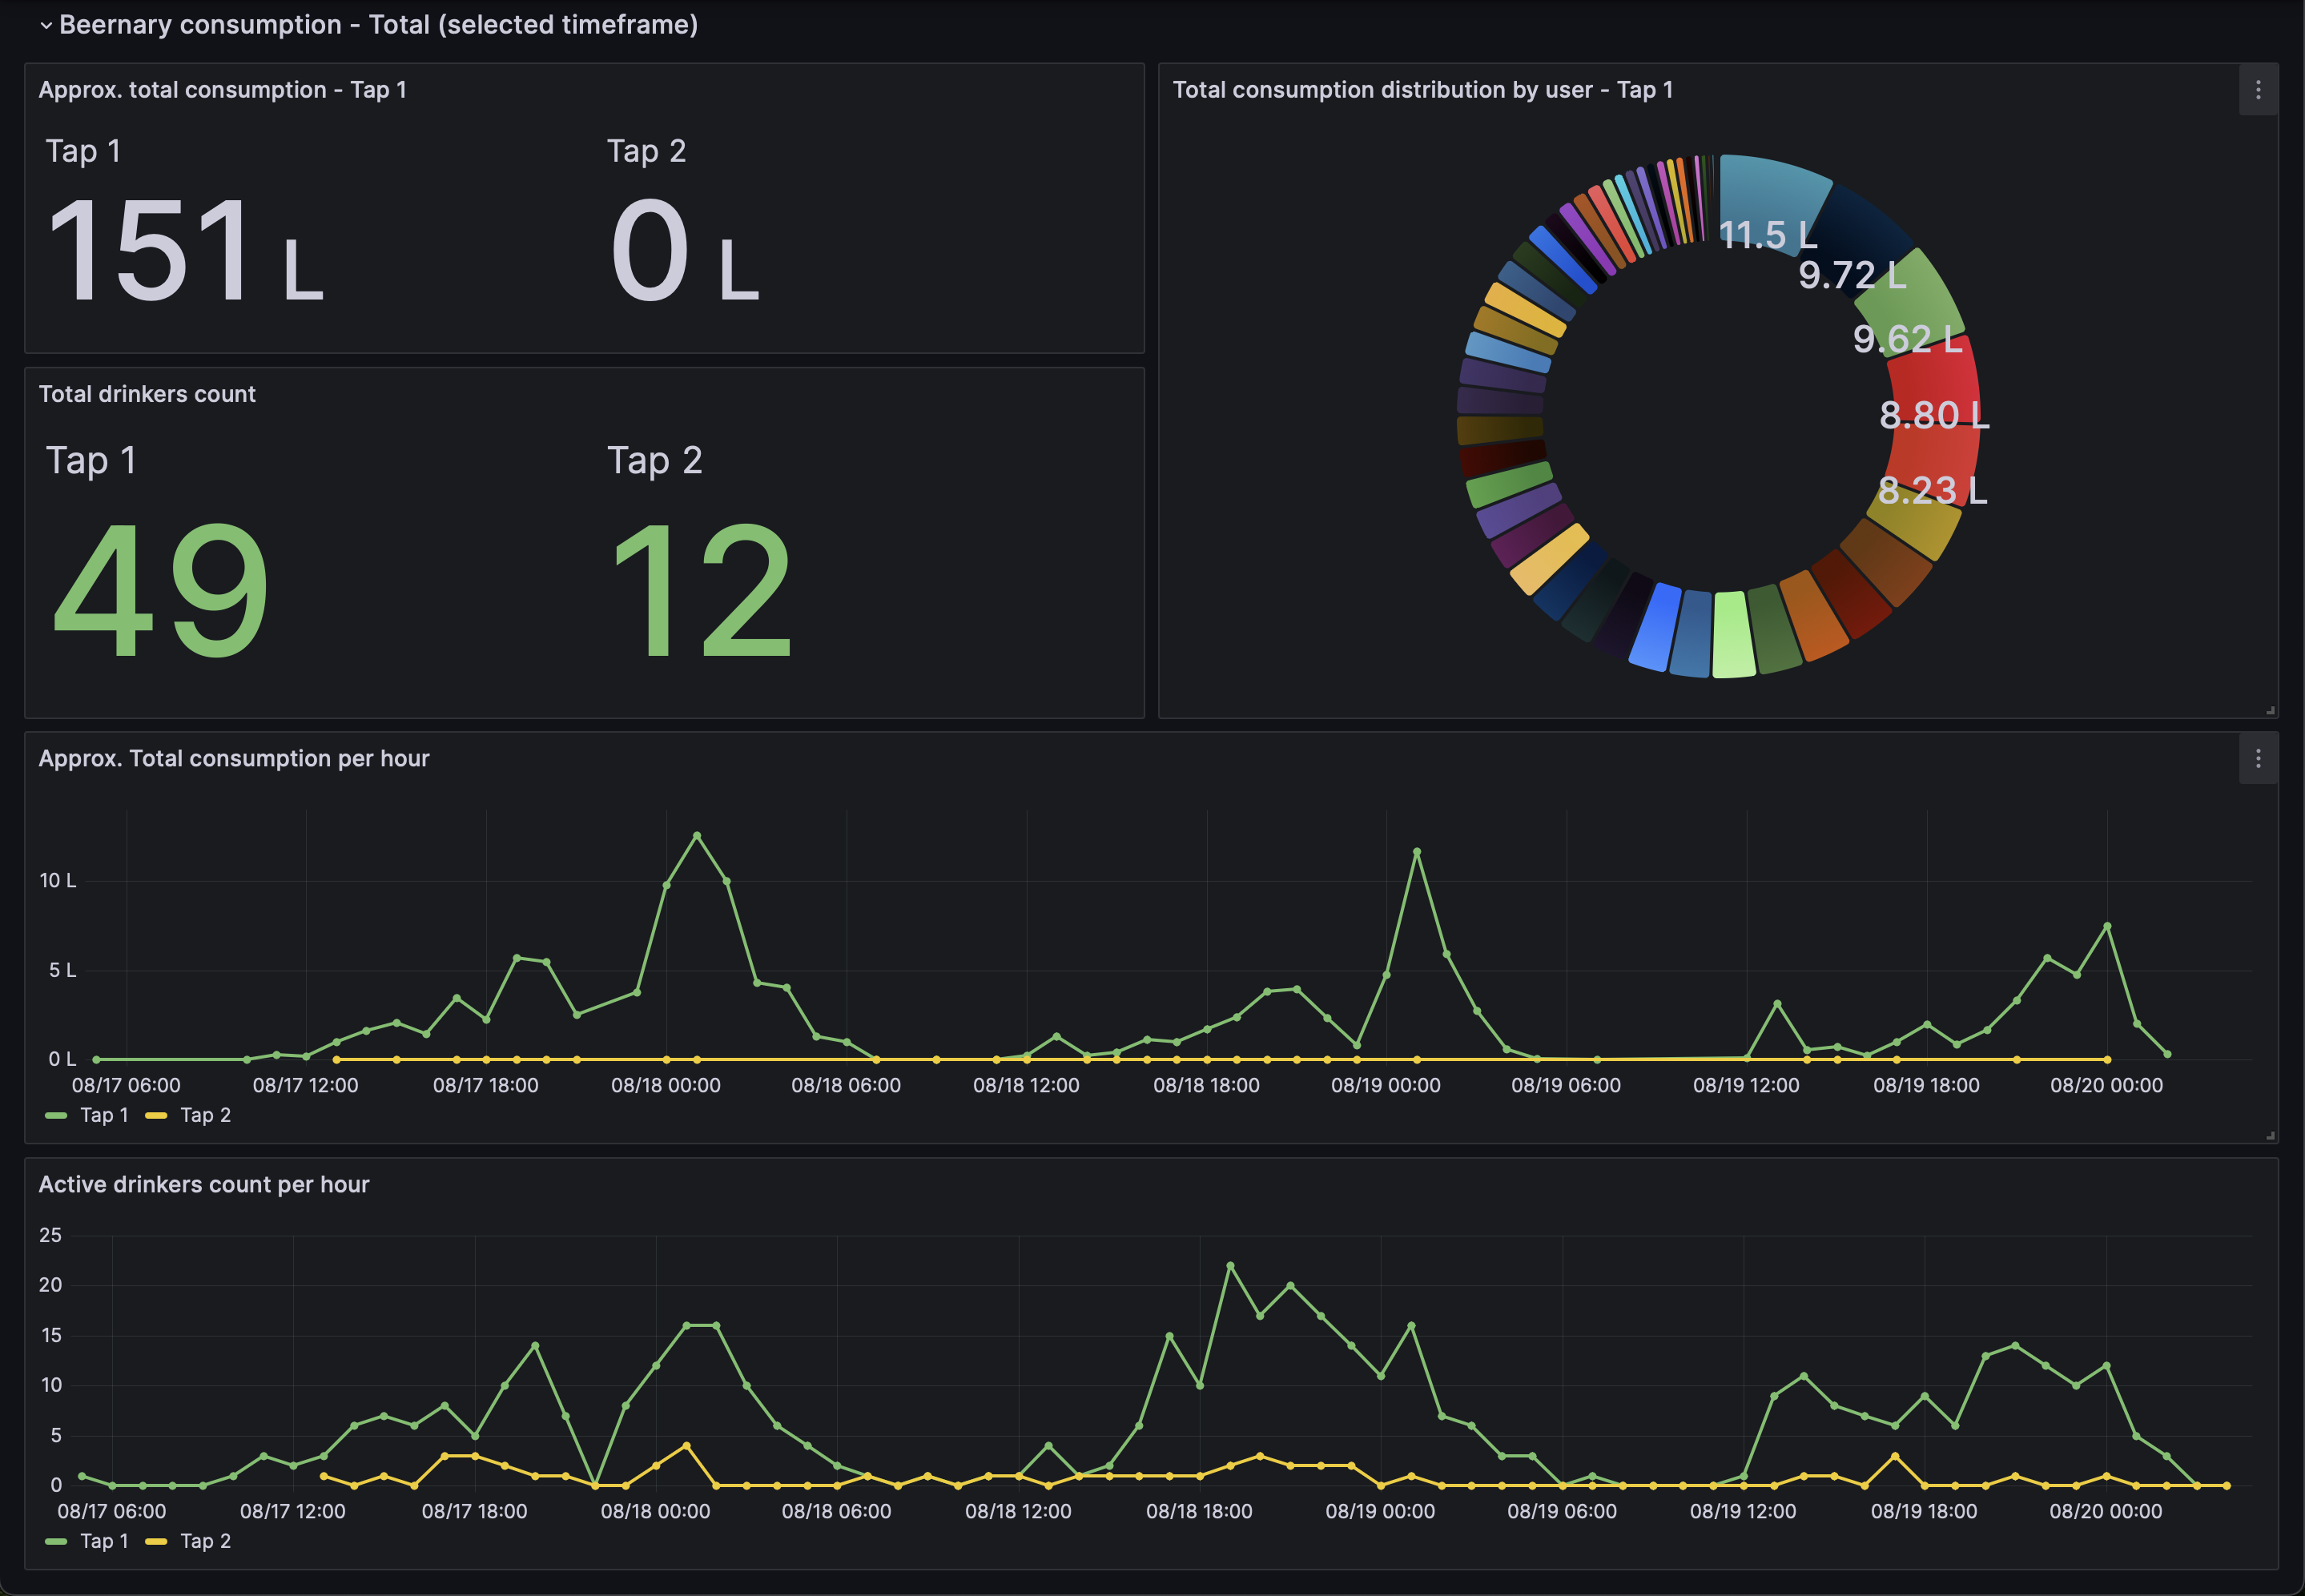 Beernary consumption - Total (selected timeframe)
Approx. total consumption - Tap 1
Tap 1
151 L
Tap 2
0 L
Total consumption distribution by user - Tap 1
11.5 L
9.72 L
9.62 L
8.80 L
8.23 L
Total drinkers count
Tap 1
49
Tap 2
12
Approx. Total consumption per hour
10 L
5 L
0 L
08/17 06:00 08/17 12:00 08/17 18:00 08/18 00:00 08/18 06:00 08/18 12:00 08/18 18:00 08/19 00:00 08/19 06:00 08/19 12:00 08/19 18:00 08/20 00:00
Tap 1 Tap 2
Active drinkers count per hour
25
20
15
10
5
0
08/17 06:00 08/17 12:00 08/17 18:00 08/18 00:00 08/18 06:00 08/18 12:00 08/18 18:00 08/19 00:00 08/19 06:00 08/19 12:00 08/19 18:00 08/20 00:00
Tap 1 Tap 2